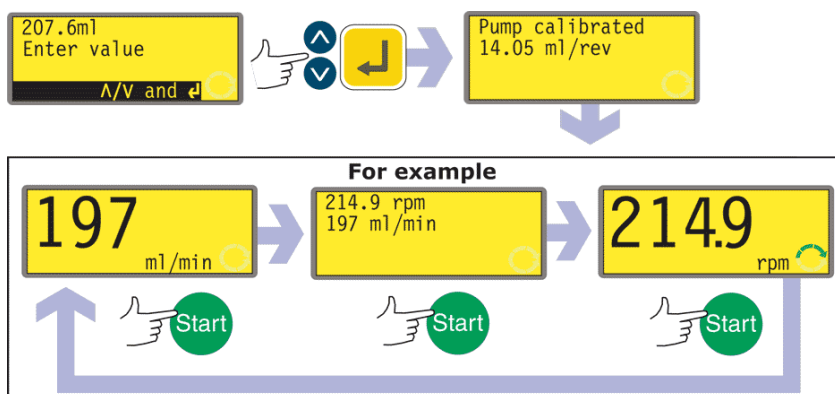 207.6ml
Enter value
Λ/V and ↲
Pump calibrated
14.05 ml/rev
For example
197
ml/min
214.9 rpm
197 ml/min
214.9
rpm
Start
Start
Start